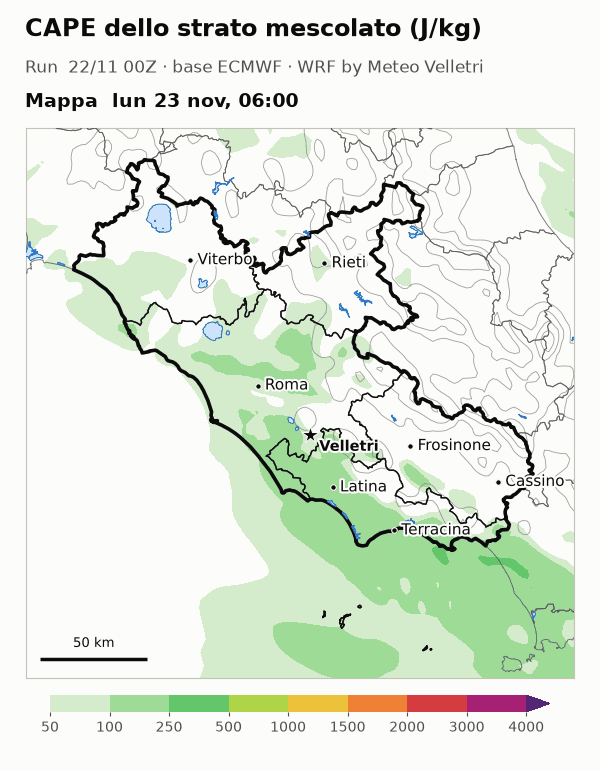 CAPE dello strato mescolato (J/kg)
Run  22/11 00Z · base ECMWF · WRF by Meteo Velletri
Mappa  lun 23 nov, 06:00
Viterbo
Rieti
Roma
Velletri
Frosinone
Cassino
Latina
Terracina
50 km
50 100 250 500 1000 1500 2000 3000 4000